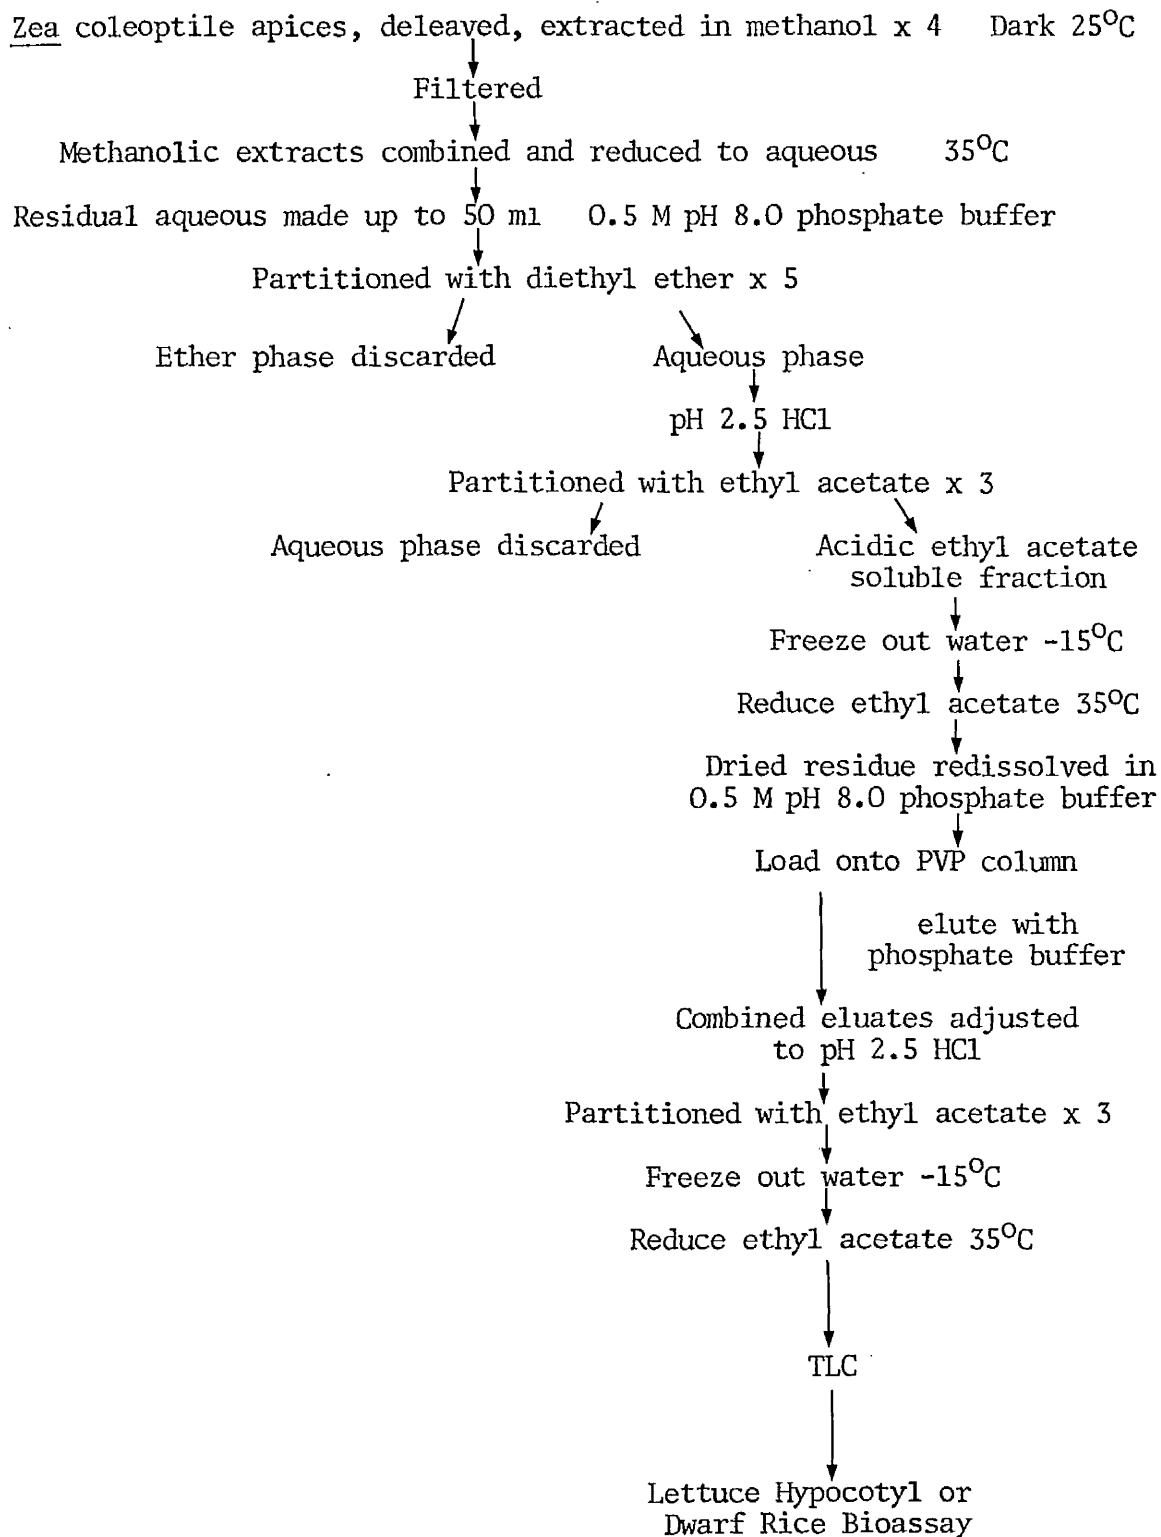 Zea coleoptile apices, deleaved, extracted in methanol x 4 Dark 25°C
Filtered
Methanolic extracts combined and reduced to aqueous 35°C
Residual aqueous made up to 50 ml 0.5 M pH 8.0 phosphate buffer
Partitioned with diethyl ether x 5
Ether phase discarded Aqueous phase
pH 2.5 HCl
Partitioned with ethyl acetate x 3
Aqueous phase discarded Acidic ethyl acetate
soluble fraction
Freeze out water -15°C
Reduce ethyl acetate 35°C
Dried residue redissolved in
0.5 M pH 8.0 phosphate buffer
Load onto PVP column
elute with
phosphate buffer
Combined eluates adjusted
to pH 2.5 HCl
Partitioned with ethyl acetate x 3
Freeze out water -15°C
Reduce ethyl acetate 35°C
TLC
Lettuce Hypocotyl or
Dwarf Rice Bioassay